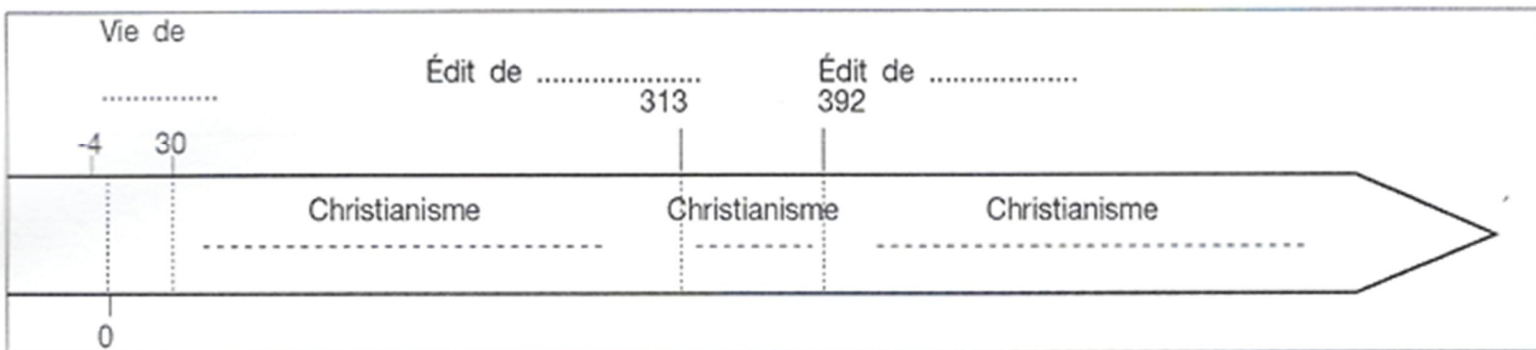 Vie de
....................
Édit de .....................
313
Édit de ...................
392
-4
30
Christianisme
Christianisme
Christianisme
0